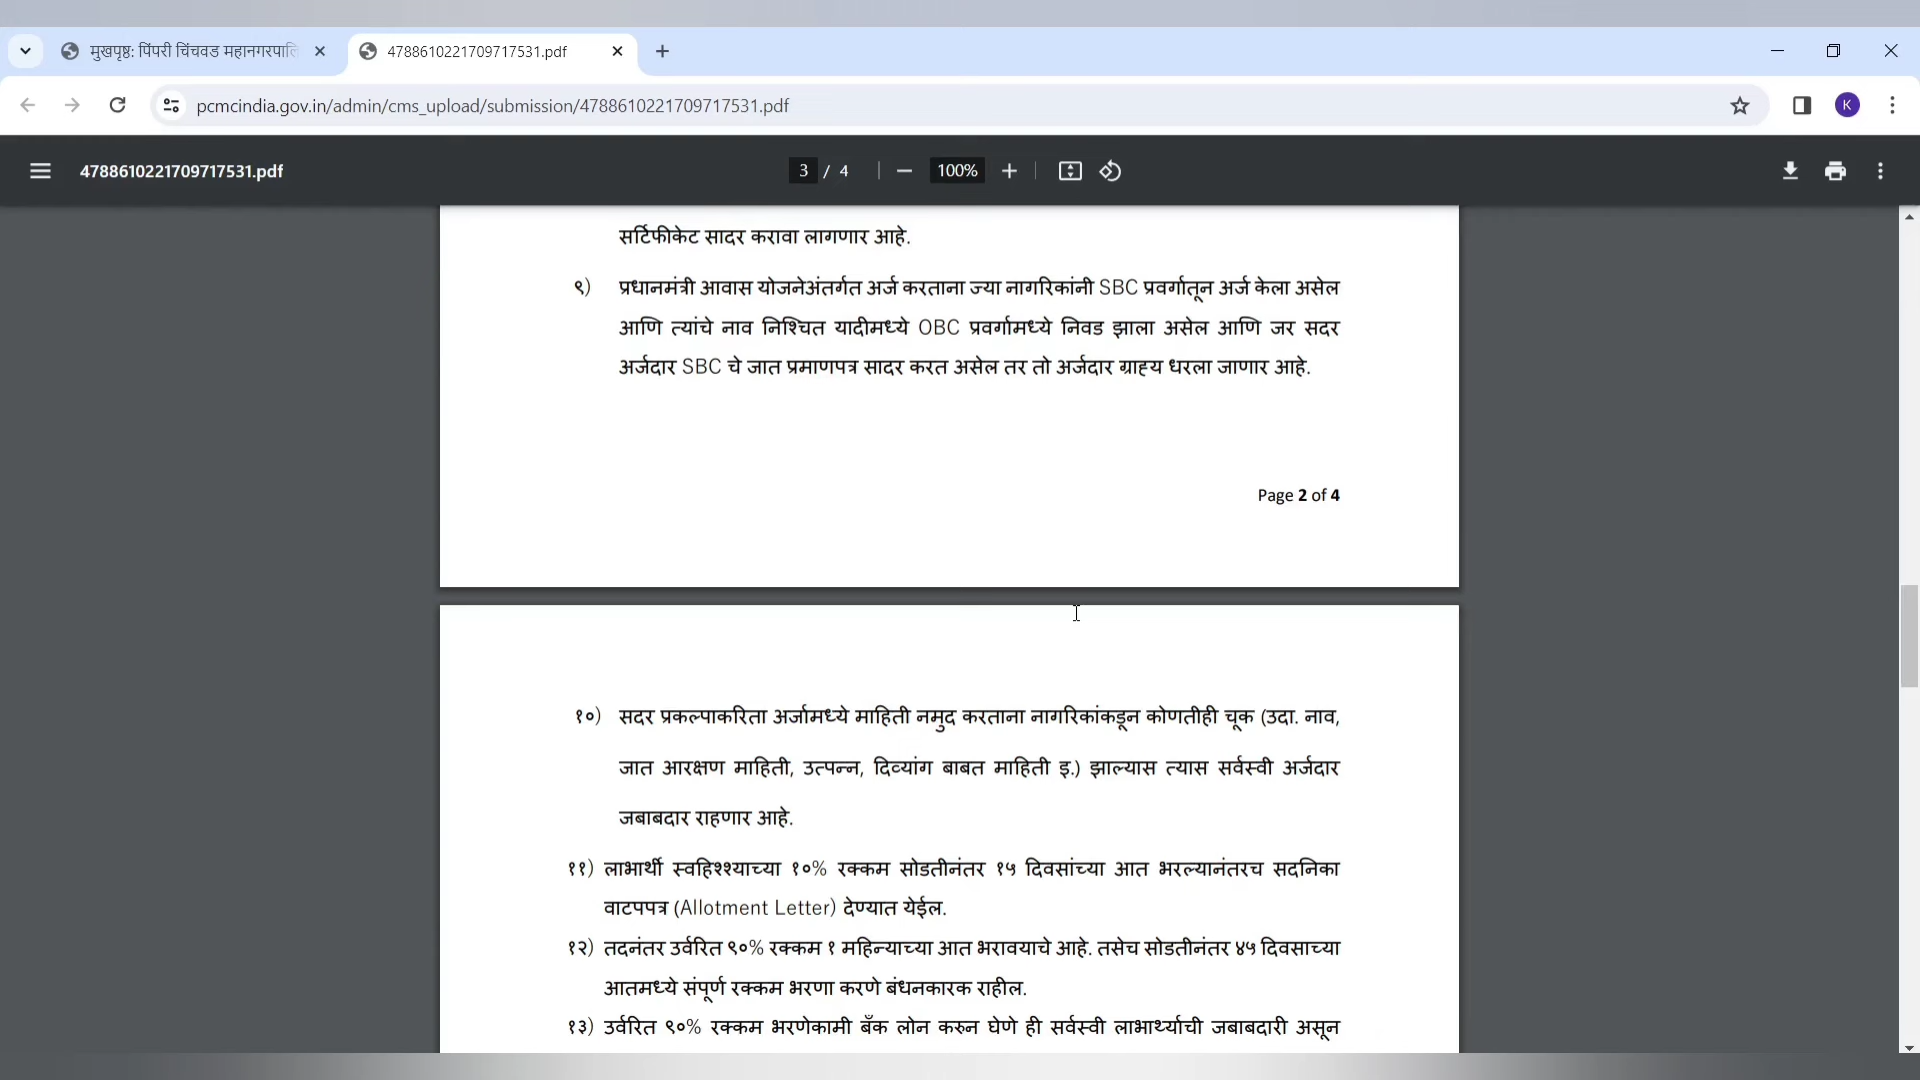 मुखपृष्ठ: पिंपरी चिंचवड महानगरपालि
4788610221709717531.pdf
pcmcindia.gov.in/admin/cms_upload/submission/4788610221709717531.pdf
K
4788610221709717531.pdf
3 / 4
100%
सर्टिफीकेट सादर करावा लागणार आहे.
९) प्रधानमंत्री आवास योजनेअंतर्गत अर्ज करताना ज्या नागरिकांनी SBC प्रवर्गातून अर्ज केला असेल
आणि त्यांचे नाव निश्चित यादीमध्ये OBC प्रवर्गामध्ये निवड झाला असेल आणि जर सदर
अर्जदार SBC चे जात प्रमाणपत्र सादर करत असेल तर तो अर्जदार ग्राह्य धरला जाणार आहे.
Page 2 of 4
१०) सदर प्रकल्पाकरिता अर्जामध्ये माहिती नमुद करताना नागरिकांकडून कोणतीही चूक (उदा. नाव,
जात आरक्षण माहिती, उत्पन्न, दिव्यांग बाबत माहिती इ.) झाल्यास त्यास सर्वस्वी अर्जदार
जबाबदार राहणार आहे.
११) लाभार्थी स्वहिश्श्याच्या १०% रक्कम सोडतीनंतर १५ दिवसांच्या आत भरल्यानंतरच सदनिका
वाटपपत्र (Allotment Letter) देण्यात येईल.
१२) तदनंतर उर्वरित ९०% रक्कम १ महिन्याच्या आत भरावयाचे आहे. तसेच सोडतीनंतर ४५ दिवसाच्या
आतमध्ये संपूर्ण रक्कम भरणा करणे बंधनकारक राहील.
१३) उर्वरित ९०% रक्कम भरणेकामी बँक लोन करुन घेणे ही सर्वस्वी लाभार्थ्याची जबाबदारी असून